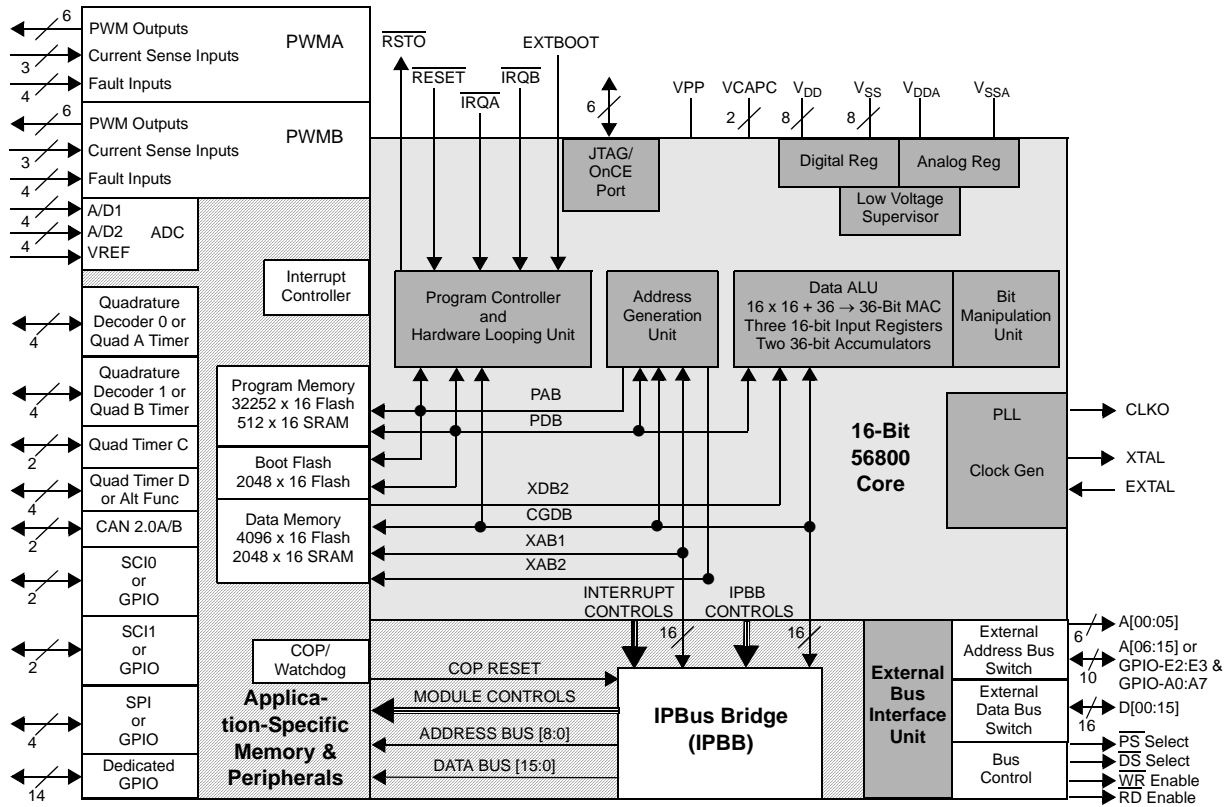 6
PWM Outputs
PWMA
Current Sense Inputs
3
Fault Inputs
4
6
PWM Outputs
PWMB
Current Sense Inputs
3
Fault Inputs
4
A/D1
4
A/D2
ADC
4
VREF
Interrupt
Controller
Quadrature
Decoder 0 or
Quad A Timer
4
Quadrature
Decoder 1 or
Quad B Timer
4
Quad Timer C
2
Quad Timer D
or Alt Func
4
CAN 2.0A/B
2
SCI0
or
GPIO
2
SCI1
or
GPIO
2
SPI
or
GPIO
4
Dedicated
GPIO
14
Program Memory
32252 x 16 Flash
512 x 16 SRAM
Boot Flash
2048 x 16 Flash
Data Memory
4096 x 16 Flash
2048 x 16 SRAM
COP/
Watchdog
Applica-
tion-Specific
Memory &
Peripherals
RSTO
RESET
IRQA
IRQB
EXTBOOT
6
JTAG/
OnCE
Port
VPP
VCAPC
2
VDD
8
VSS
8
VDDA
VSSA
Digital Reg
Analog Reg
Low Voltage
Supervisor
Program Controller
and
Hardware Looping Unit
Address
Generation
Unit
Data ALU
16 x 16 + 36 → 36-Bit MAC
Three 16-bit Input Registers
Two 36-bit Accumulators
Bit
Manipulation
Unit
PAB
PDB
XDB2
CGDB
XAB1
XAB2
16-Bit
56800
Core
PLL
Clock Gen
CLKO
XTAL
EXTAL
INTERRUPT
CONTROLS
16
IPBB
CONTROLS
16
COP RESET
MODULE CONTROLS
ADDRESS BUS [8:0]
DATA BUS [15:0]
IPBus Bridge
(IPBB)
External
Bus
Interface
Unit
External
Address Bus
Switch
External
Data Bus
Switch
Bus
Control
6
A[00:05]
10
A[06:15] or
GPIO-E2:E3 &
GPIO-A0:A7
16
D[00:15]
PS Select
DS Select
WR Enable
RD Enable